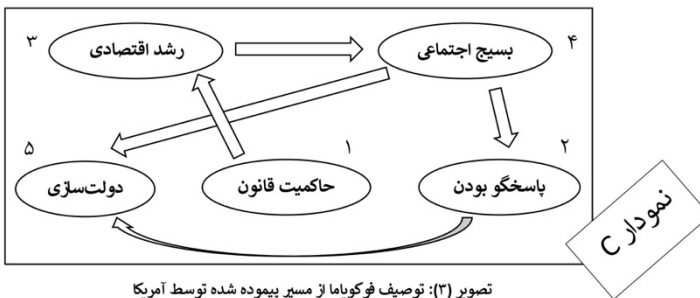 ۳ رشد اقتصادی بسیج اجتماعی ۴
۵ ۱ ۲
دولت‌سازی حاکمیت قانون پاسخگو بودن
نمودار C
تصویر (۳): توصیف فوکویاما از مسیر پیموده شده توسط آمریکا